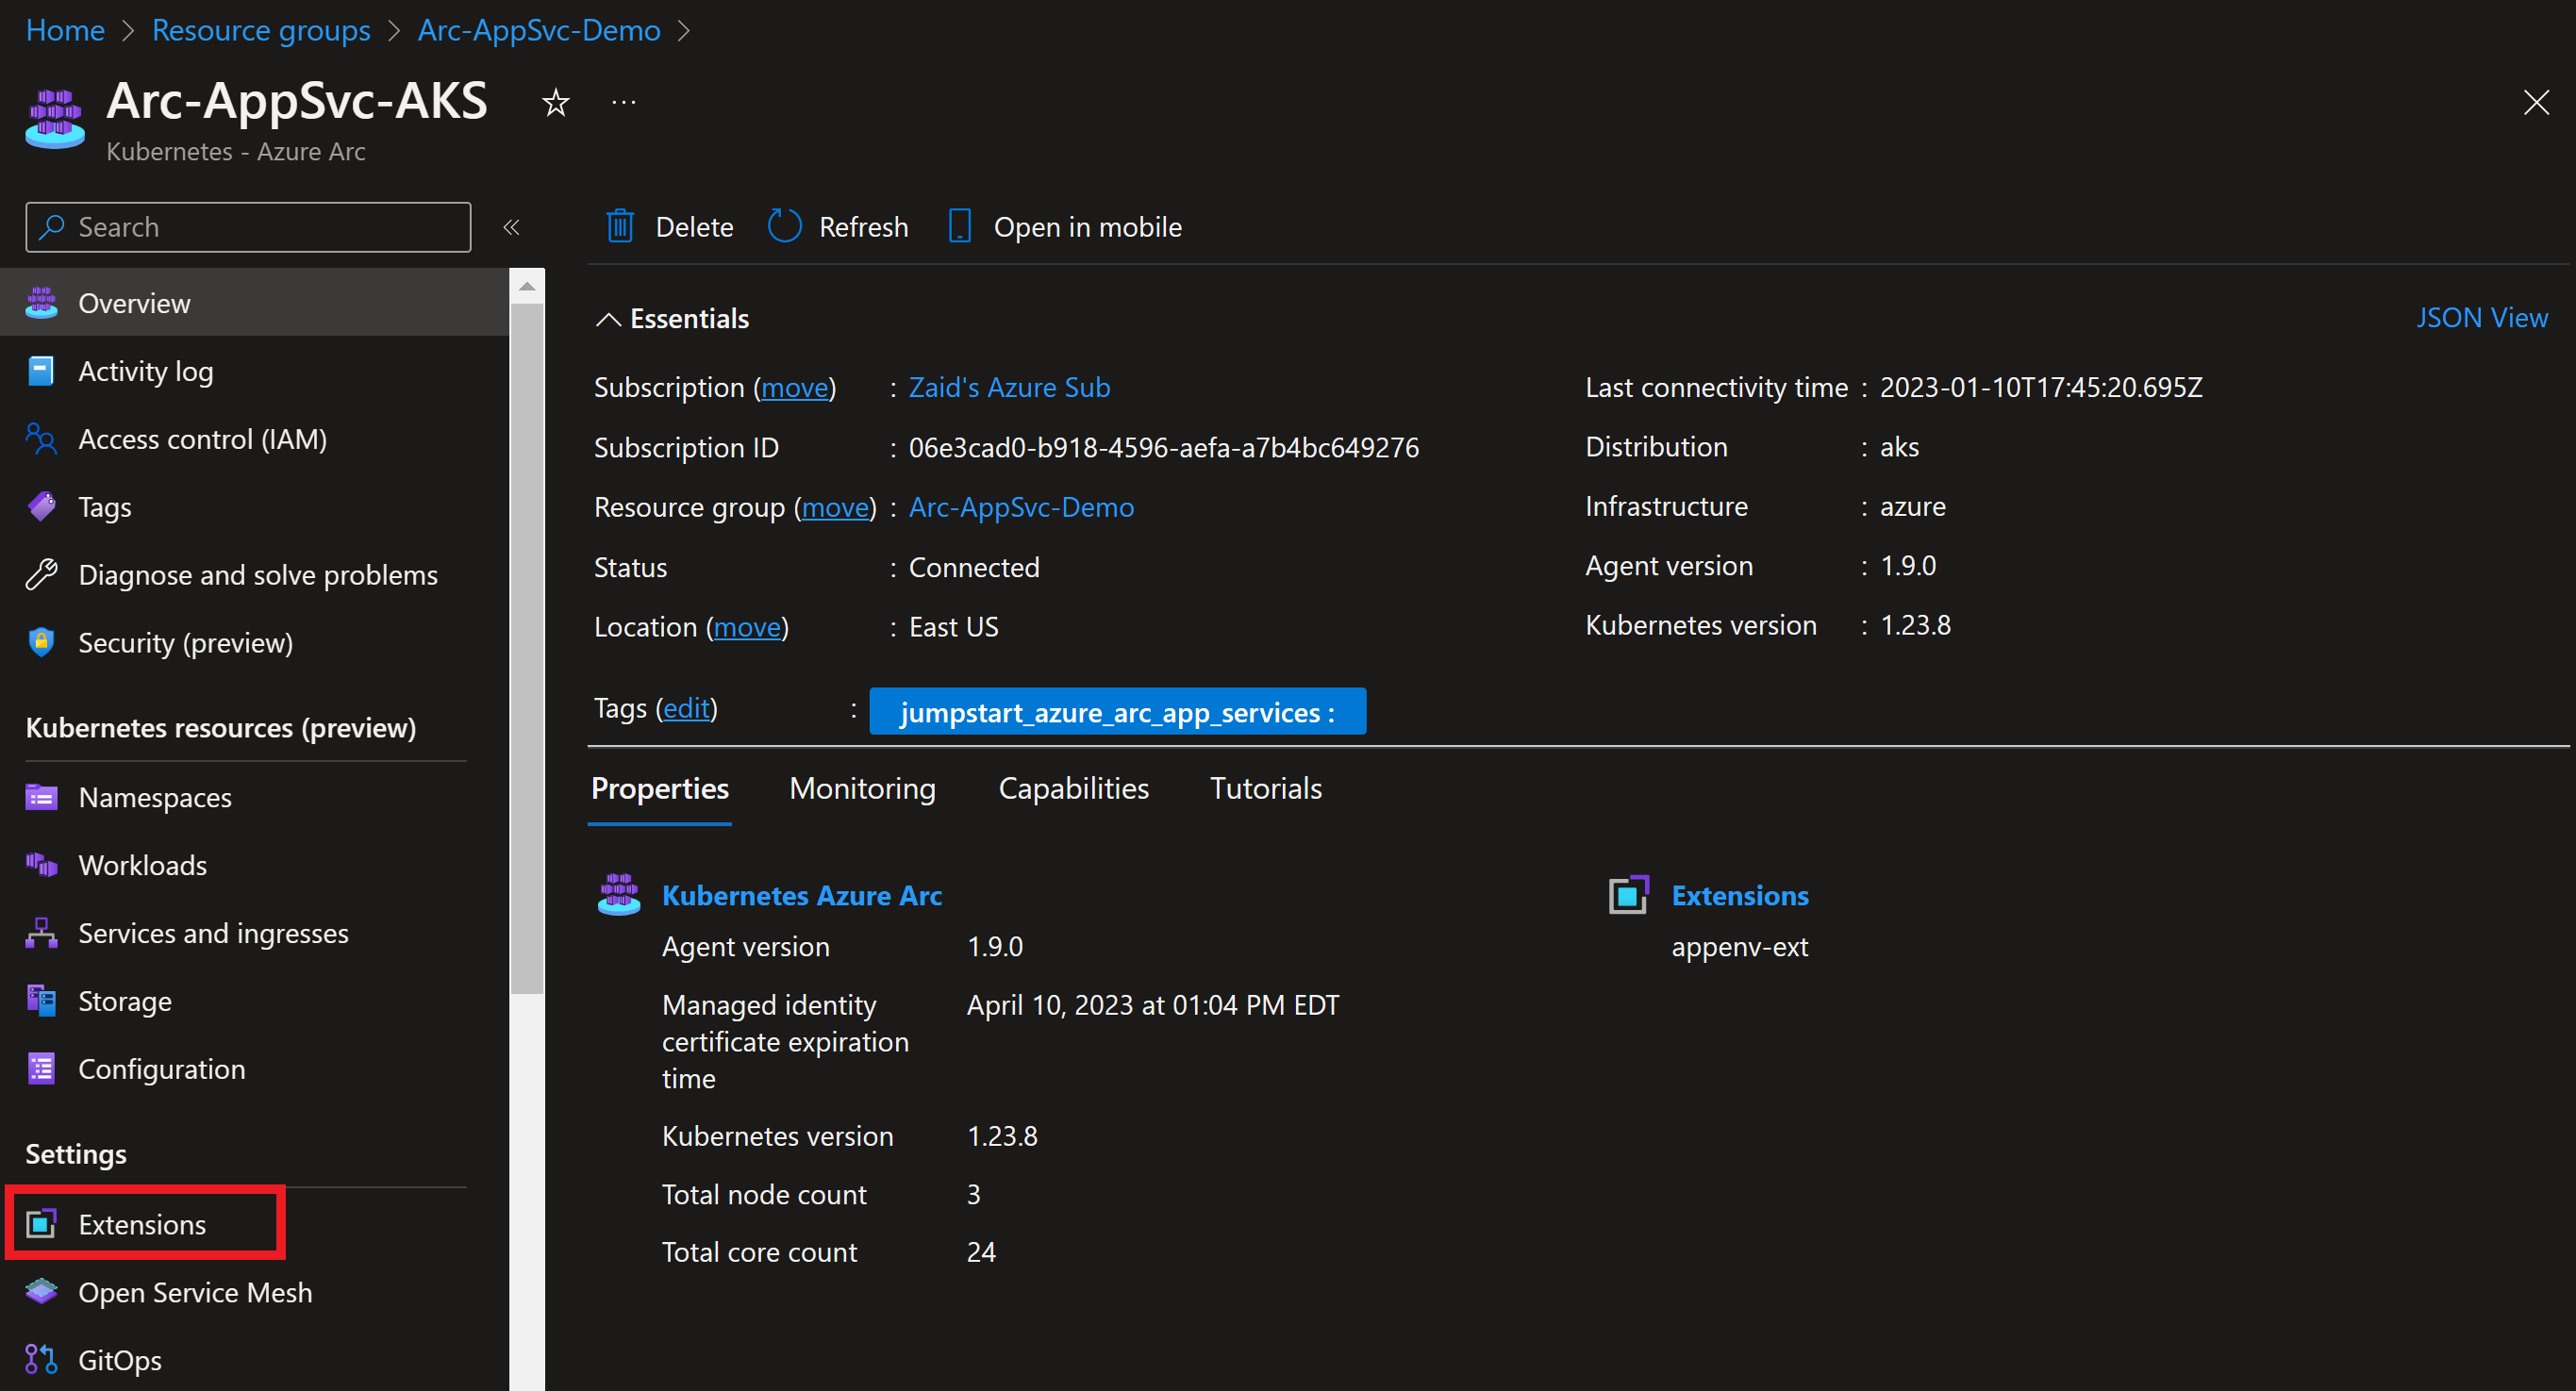 Home > Resource groups > Arc-AppSvc-Demo >
Arc-AppSvc-AKS
Kubernetes - Azure Arc
Search
Overview
Activity log
Access control (IAM)
Tags
Diagnose and solve problems
Security (preview)
Kubernetes resources (preview)
Namespaces
Workloads
Services and ingresses
Storage
Configuration
Settings
Extensions
Open Service Mesh
GitOps
Delete Refresh Open in mobile
Essentials JSON View
Subscription (move) : Zaid's Azure Sub
Subscription ID : 06e3cad0-b918-4596-aefa-a7b4bc649276
Resource group (move) : Arc-AppSvc-Demo
Status : Connected
Location (move) : East US
Last connectivity time : 2023-01-10T17:45:20.695Z
Distribution : aks
Infrastructure : azure
Agent version : 1.9.0
Kubernetes version : 1.23.8
Tags (edit) : jumpstart_azure_arc_app_services :
Properties Monitoring Capabilities Tutorials
Kubernetes Azure Arc
Agent version 1.9.0
Managed identity April 10, 2023 at 01:04 PM EDT
certificate expiration
time
Kubernetes version 1.23.8
Total node count 3
Total core count 24
Extensions
appenv-ext